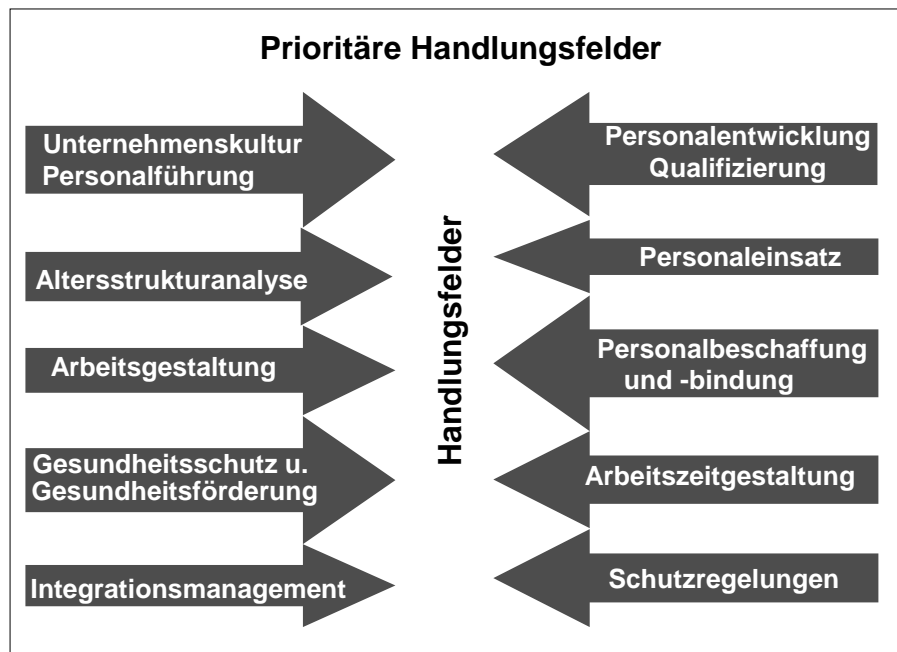 Prioritäre Handlungsfelder
Unternehmenskultur
Personalführung
Altersstrukturanalyse
Arbeitsgestaltung
Gesundheitsschutz u.
Gesundheitsförderung
Integrationsmanagement
Handlungsfelder
Personalentwicklung
Qualifizierung
Personaleinsatz
Personalbeschaffung
und -bindung
Arbeitszeitgestaltung
Schutzregelungen